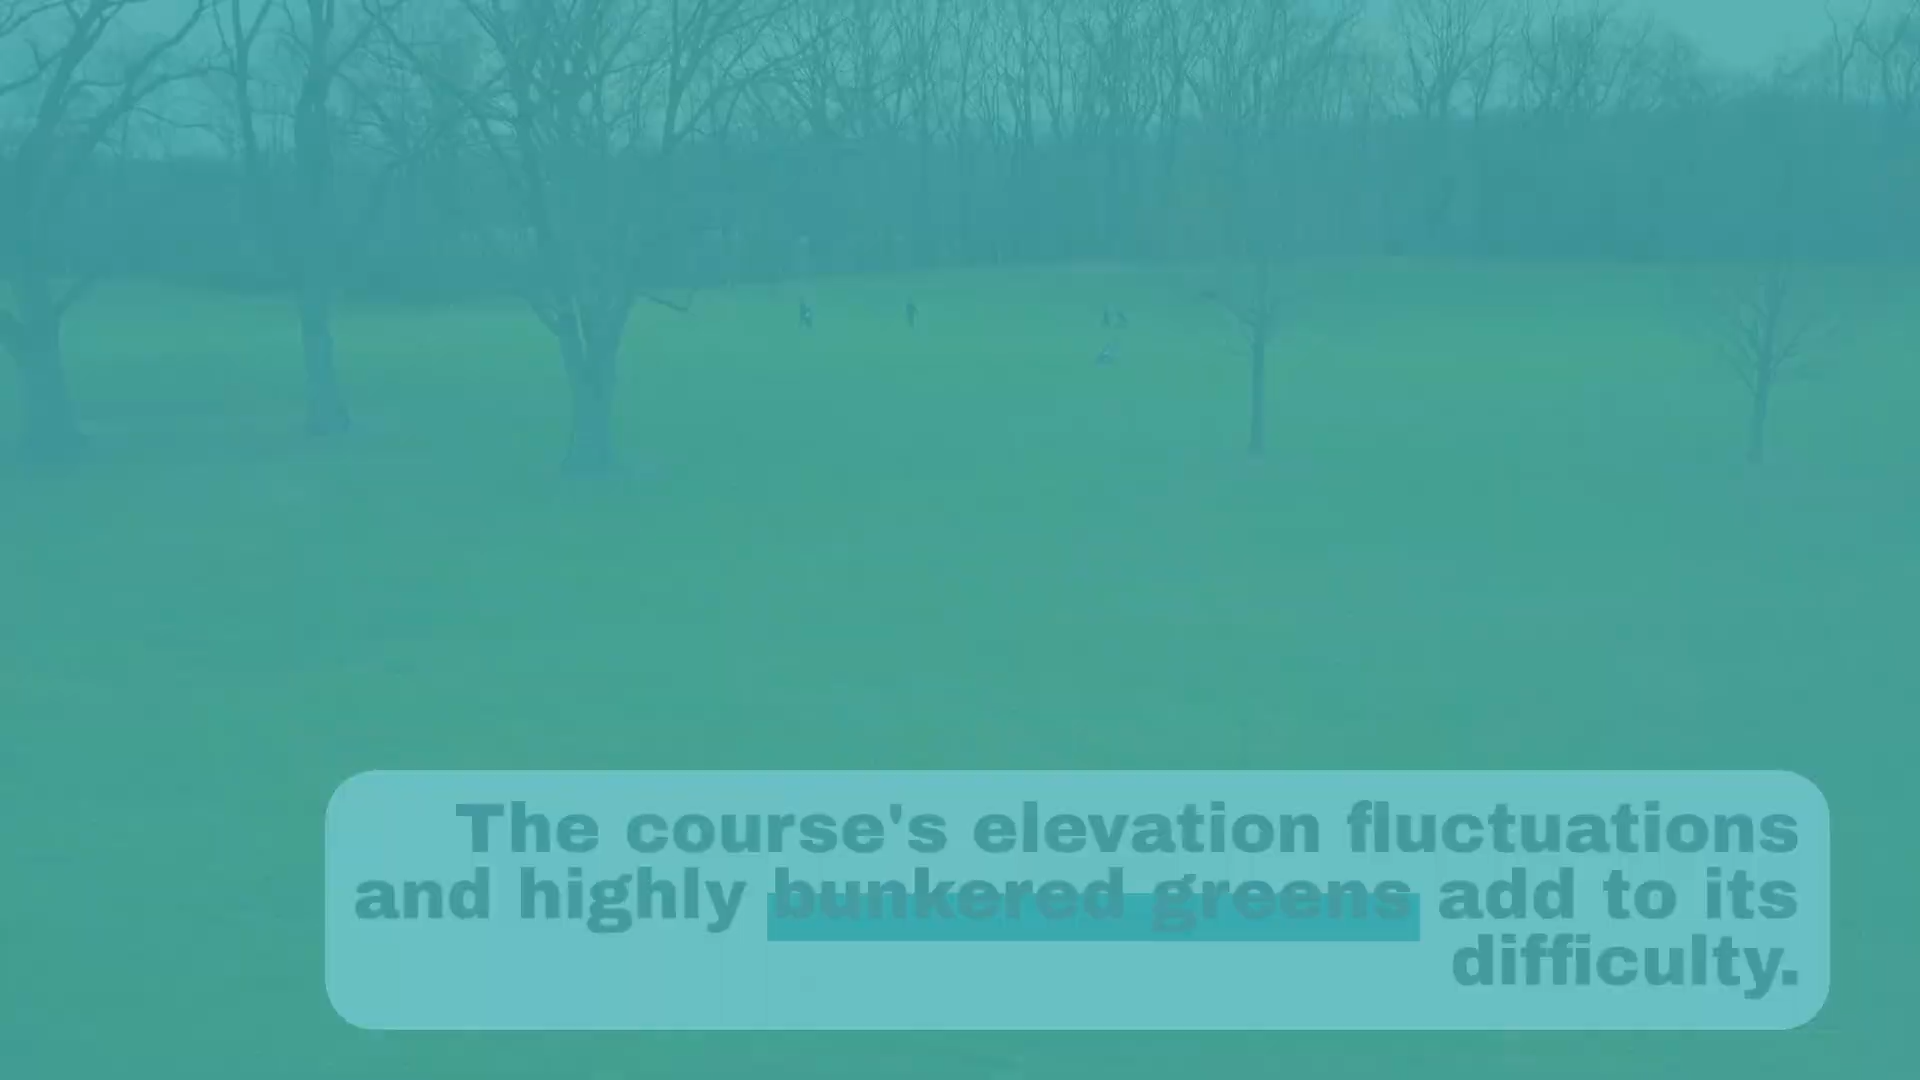 The course's elevation fluctuations
and highly bunkered greens add to its
difficulty.